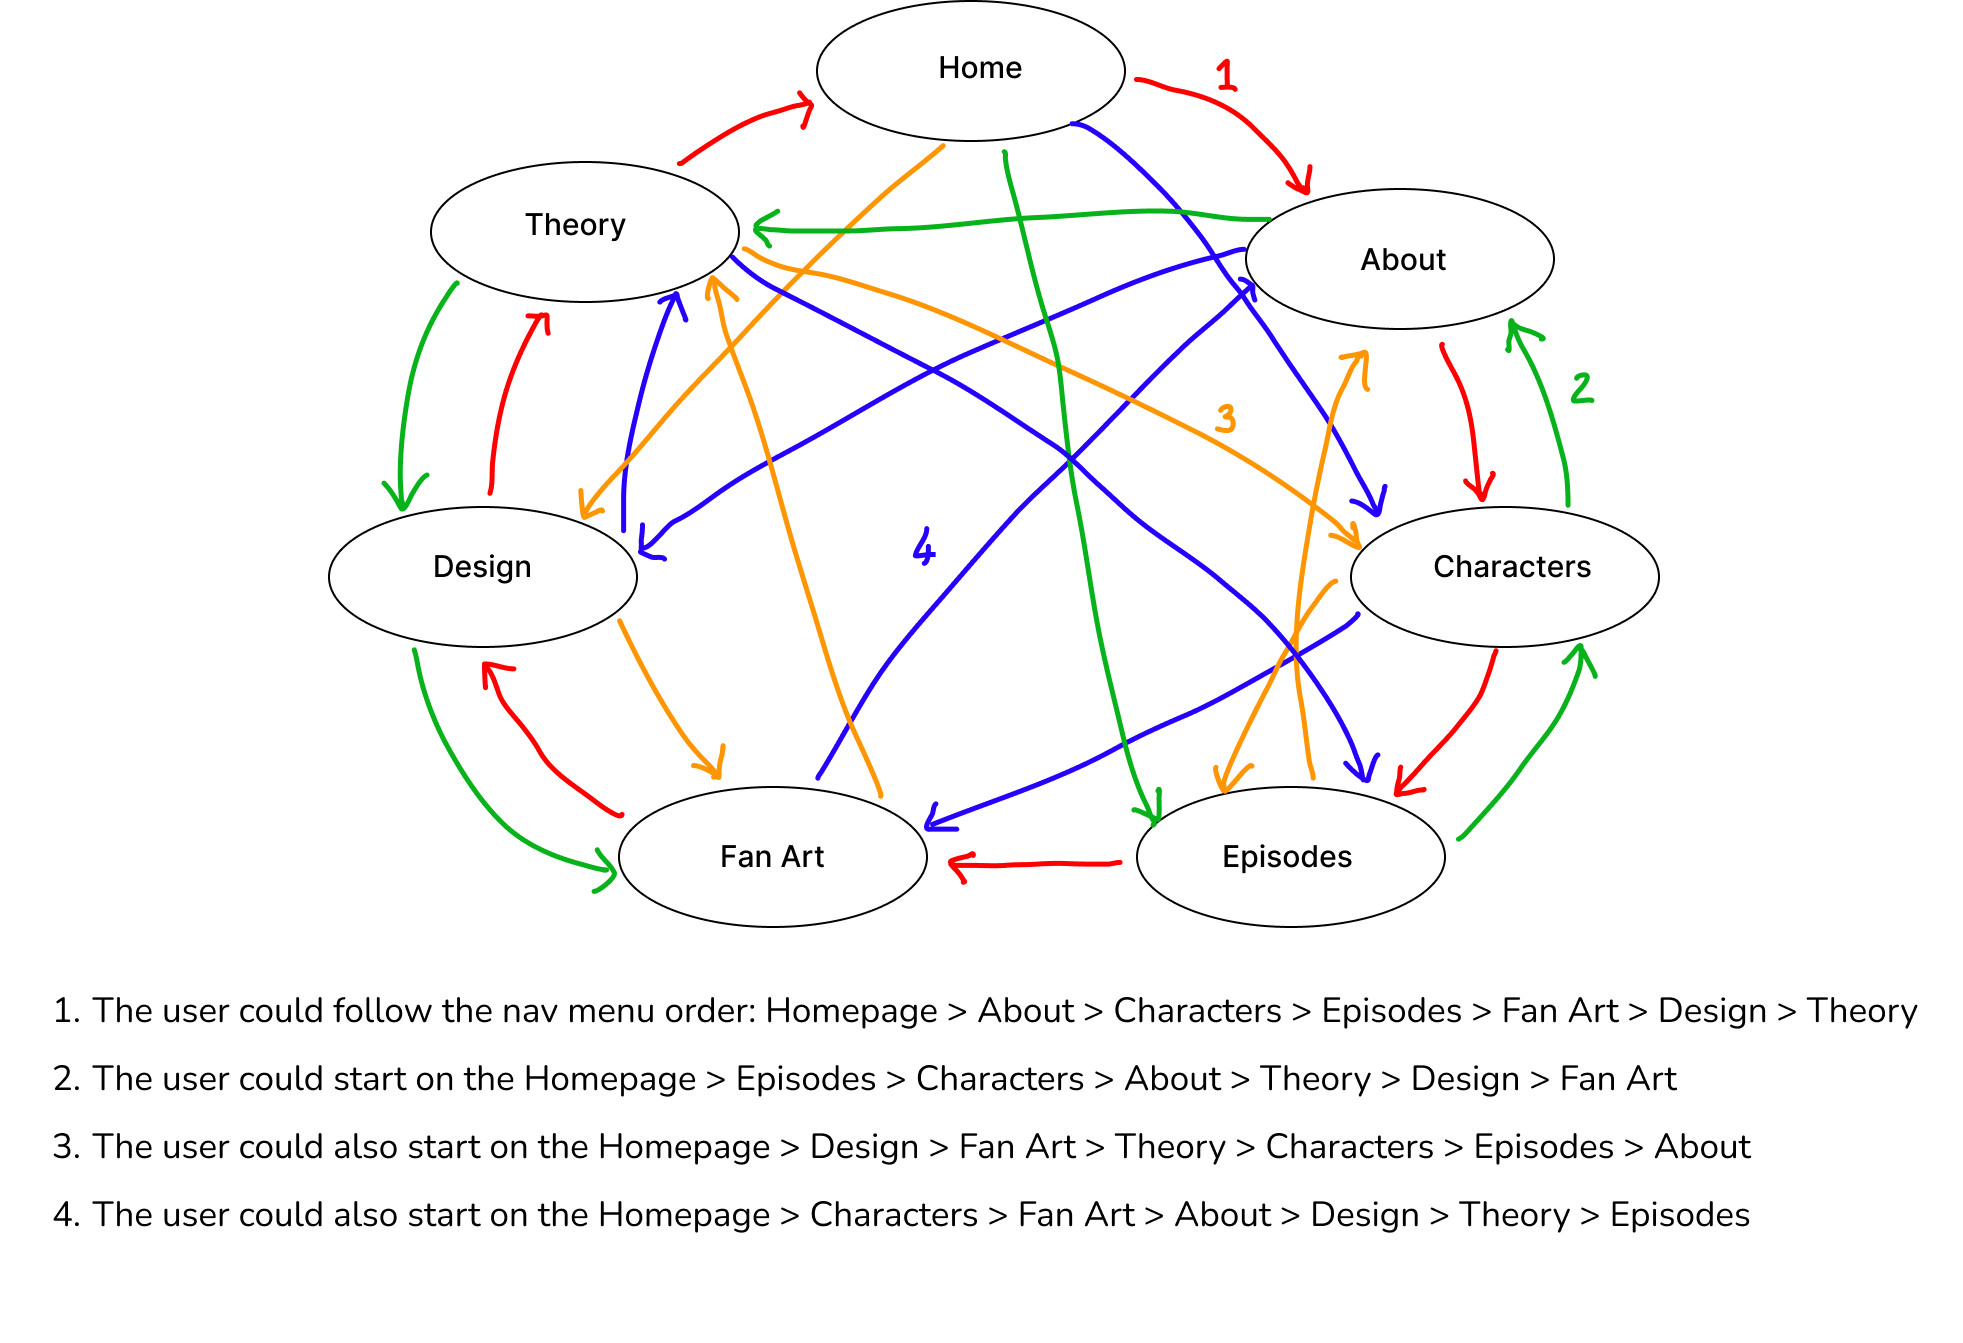 Home
1
Theory
About
2
3
4
Design
Characters
Fan Art
Episodes
1. The user could follow the nav menu order: Homepage > About > Characters > Episodes > Fan Art > Design > Theory
2. The user could start on the Homepage > Episodes > Characters > About > Theory > Design > Fan Art
3. The user could also start on the Homepage > Design > Fan Art > Theory > Characters > Episodes > About
4. The user could also start on the Homepage > Characters > Fan Art > About > Design > Theory > Episodes